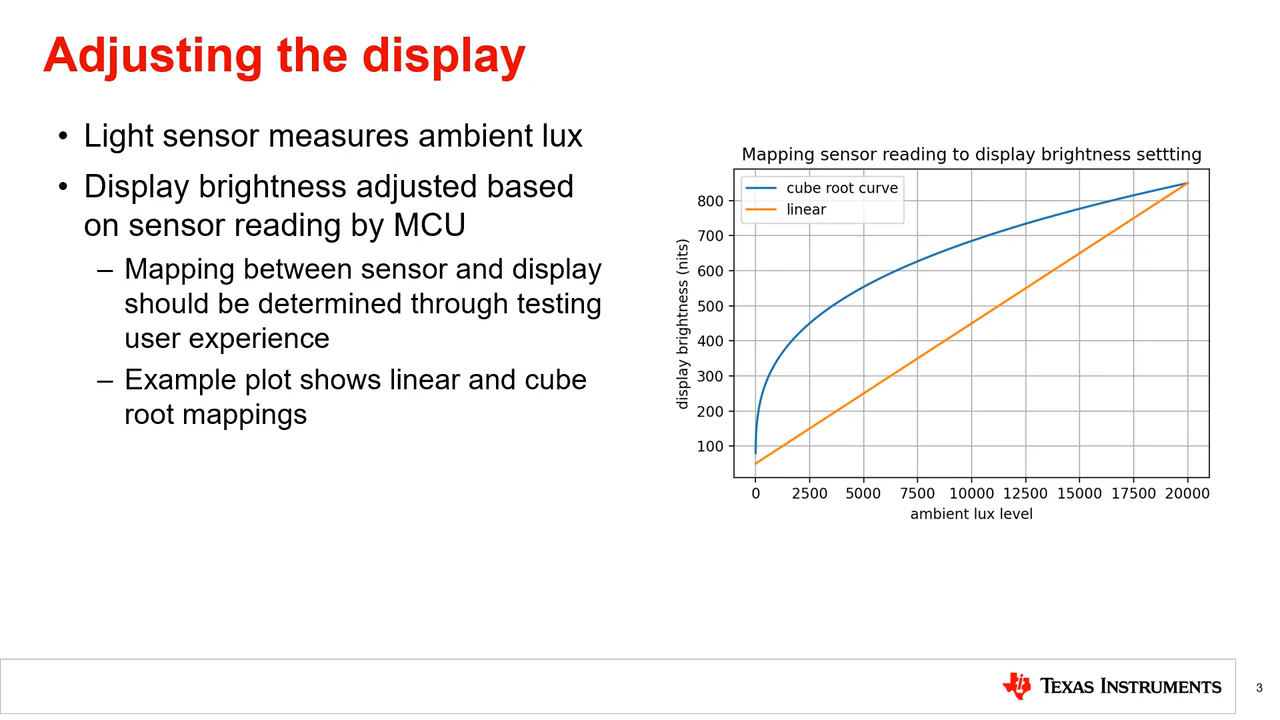 Adjusting the display
• Light sensor measures ambient lux
• Display brightness adjusted based
on sensor reading by MCU
– Mapping between sensor and display
should be determined through testing
user experience
– Example plot shows linear and cube
root mappings
Mapping sensor reading to display brightness settting
cube root curve
linear
display brightness (nits)
800
700
600
500
400
300
200
100
0 2500 5000 7500 10000 12500 15000 17500 20000
ambient lux level
TEXAS INSTRUMENTS
3